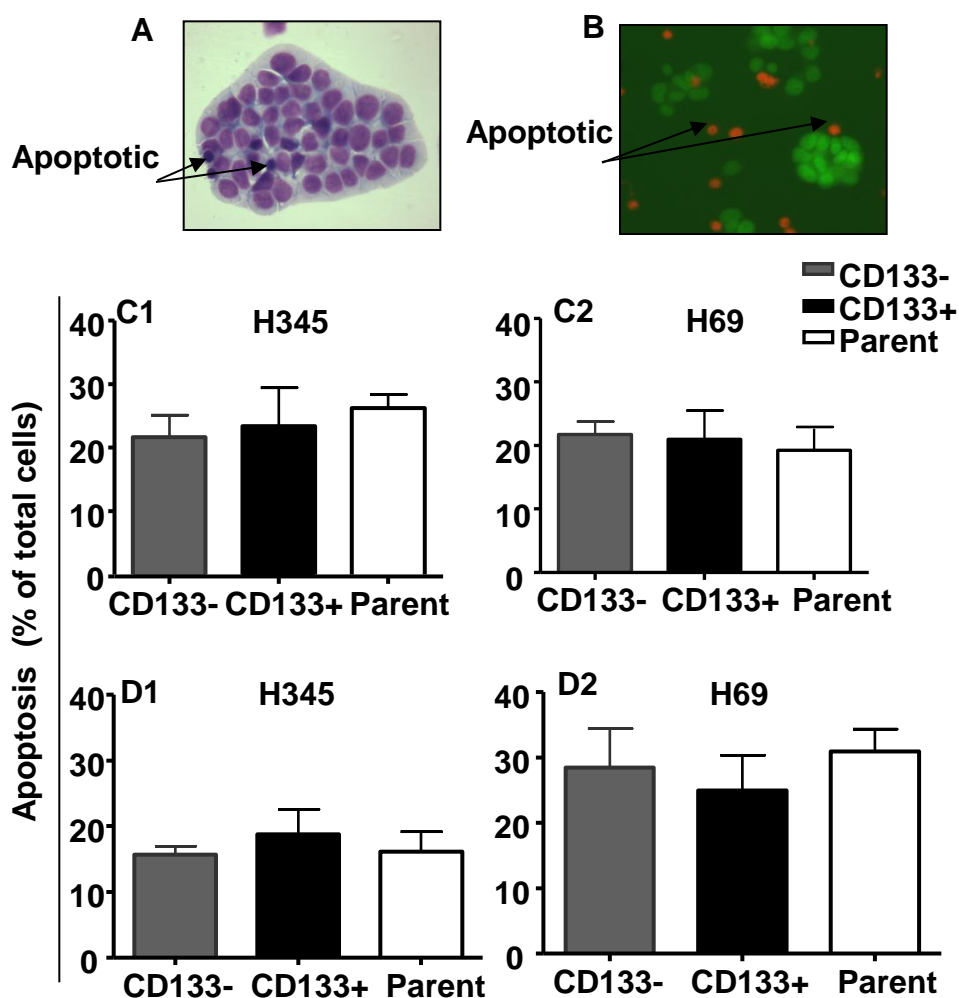 A
B
Apoptotic
Apoptotic
CD133-
CD133+
Parent
Apoptosis (% of total cells)
C1
H345
40
30
20
10
0
CD133- CD133+ Parent
C2
H69
40
30
20
10
0
CD133- CD133+ Parent
D1
H345
40
30
20
10
0
CD133- CD133+ Parent
D2
H69
40
30
20
10
0
CD133- CD133+ Parent